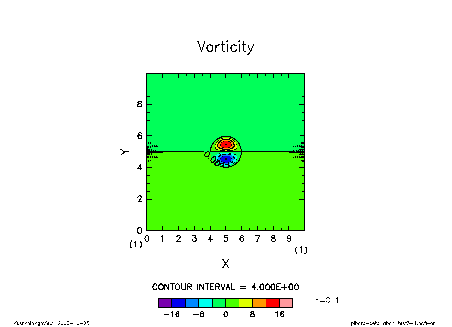 Vorticity
Y
8
6
4
2
0
(1)
0 1 2 3 4 5 6 7 8 9
(1)
X
CONTOUR INTERVAL = 4.000E+00
-16 -8 0 8 16